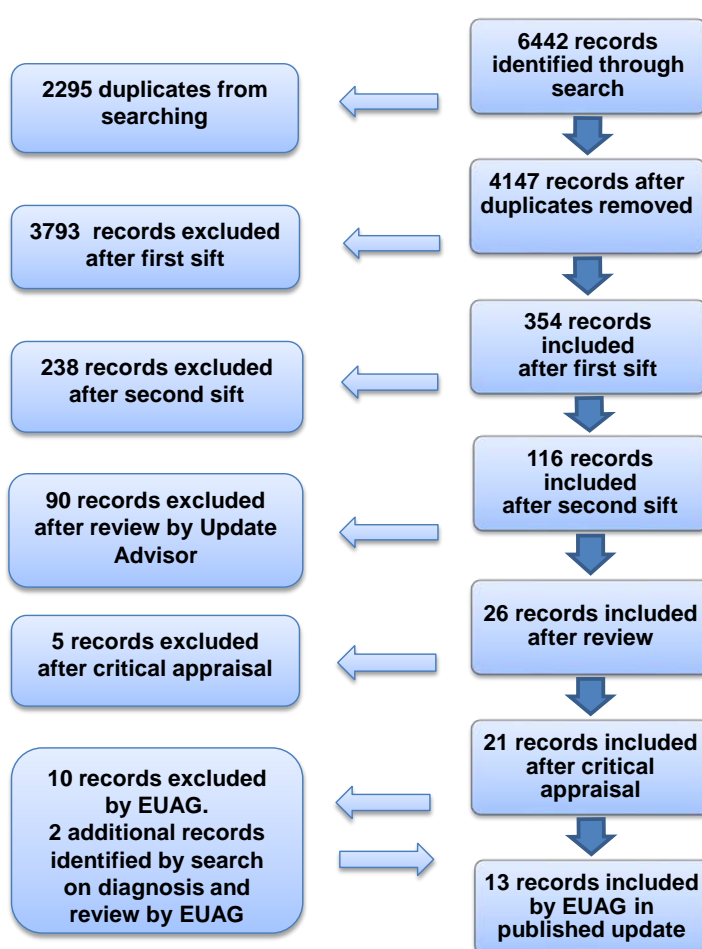 6442 records
identified through
search
2295 duplicates from
searching
4147 records after
duplicates removed
3793 records excluded
after first sift
354 records
included
after first sift
238 records excluded
after second sift
116 records
included
after second sift
90 records excluded
after review by Update
Advisor
26 records included
after review
5 records excluded
after critical appraisal
21 records included
after critical
appraisal
10 records excluded
by EUAG.
2 additional records
identified by search
on diagnosis and
review by EUAG
13 records included
by EUAG in
published update